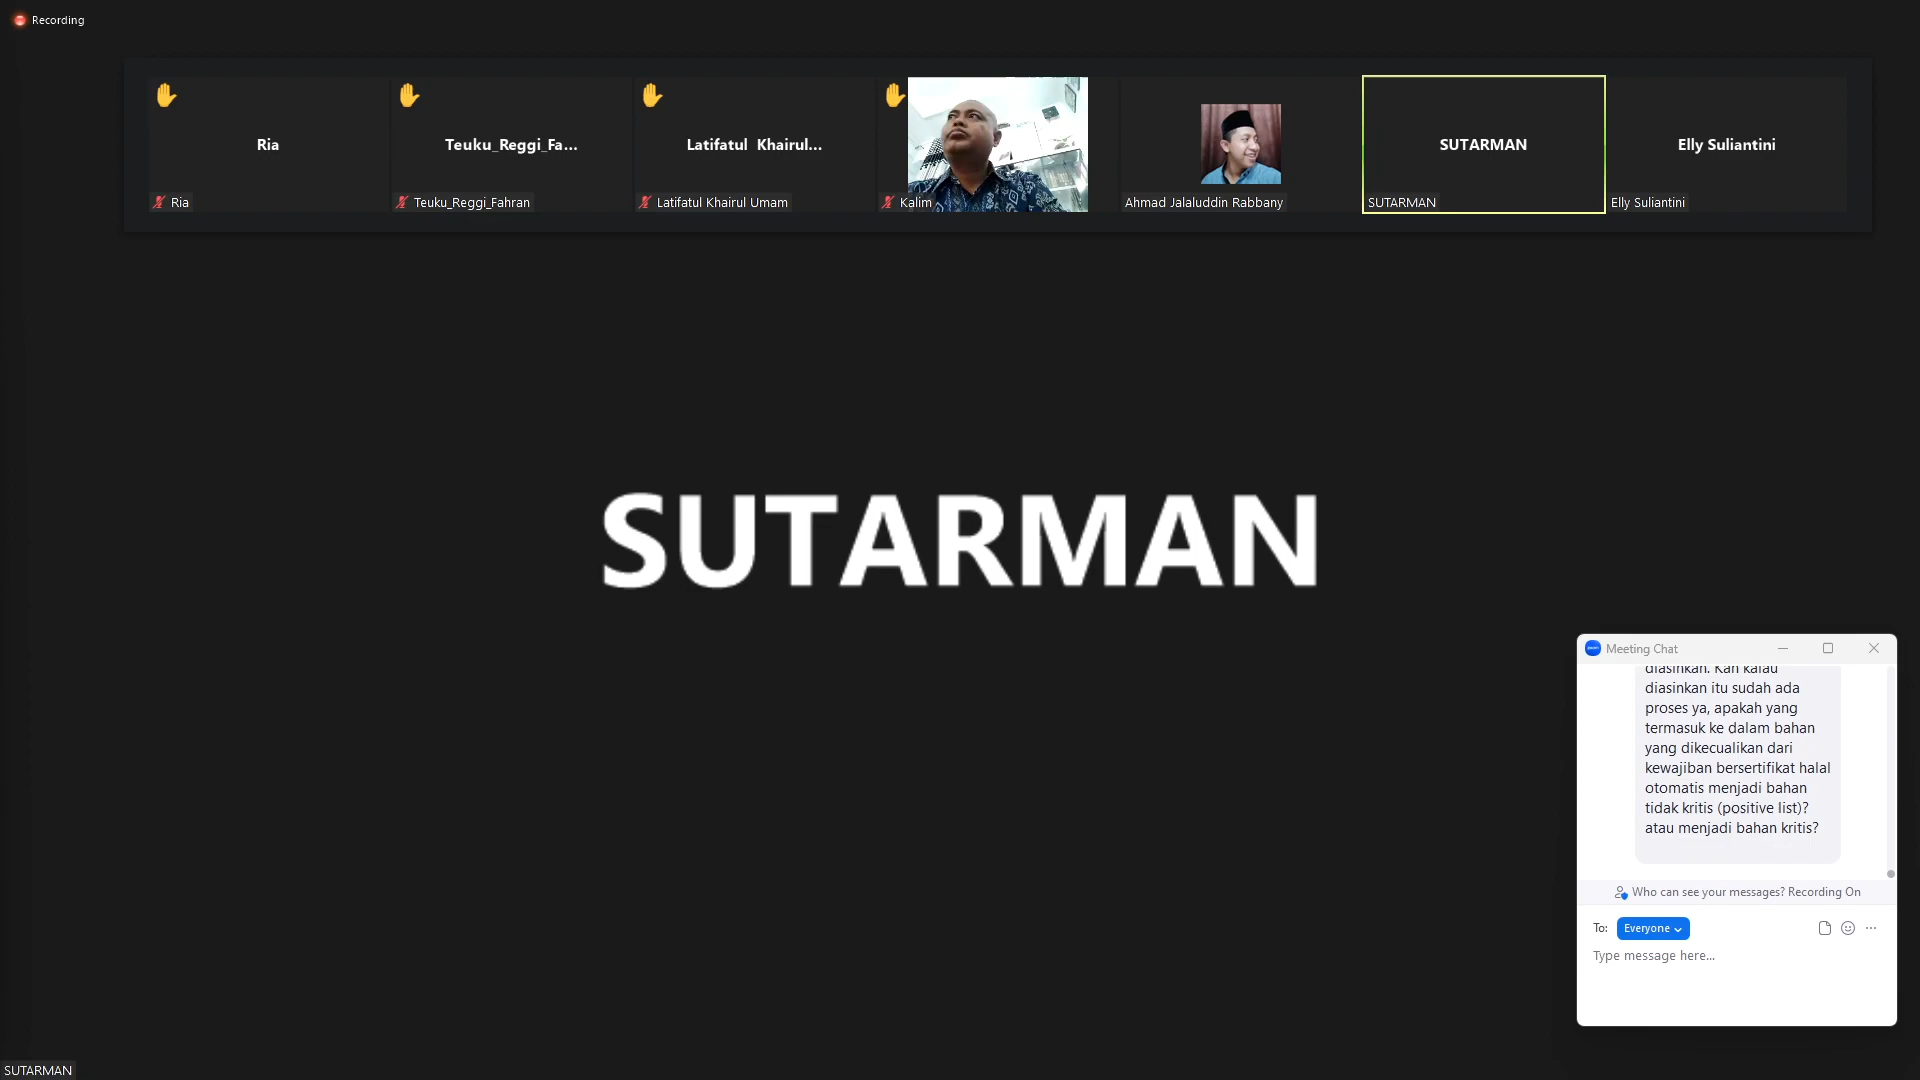 Recording
Ria
Teuku_Reggi_Fa...
Latifatul Khairul...
SUTARMAN
Elly Suliantini
Ria
Teuku_Reggi_Fahran
Latifatul Khairul Umam
Kalim
Ahmad Jalaluddin Rabbany
SUTARMAN
Elly Suliantini
SUTARMAN
Meeting Chat
diasinkan. Kan kalau
diasinkan itu sudah ada
proses ya, apakah yang
termasuk ke dalam bahan
yang dikecualikan dari
kewajiban bersertifikat halal
otomatis menjadi bahan
tidak kritis (positive list)?
atau menjadi bahan kritis?
Who can see your messages? Recording On
To: Everyone
Type message here...
SUTARMAN